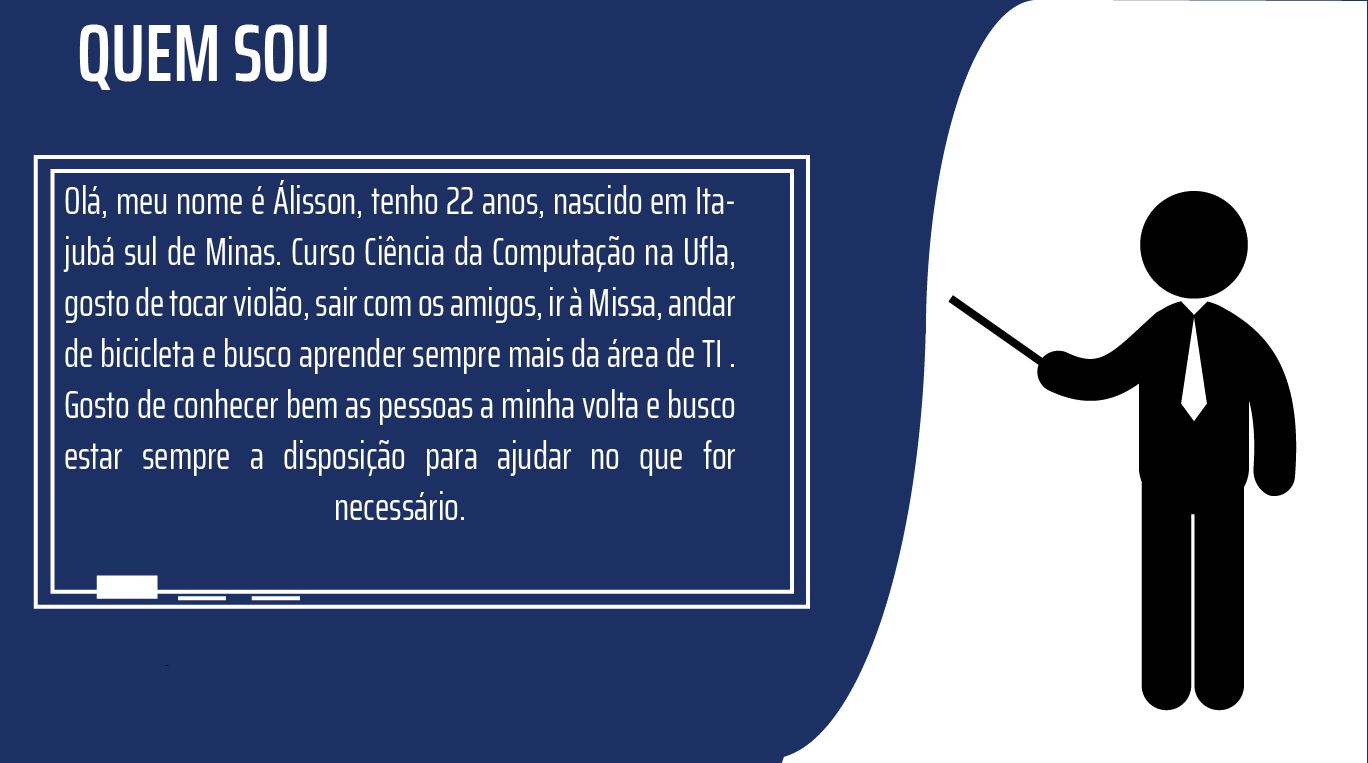 QUEM SOU
Olá, meu nome é Álisson, tenho 22 anos, nascido em Ita-
jubá sul de Minas. Curso Ciência da Computação na Ufla,
gosto de tocar violão, sair com os amigos, ir à Missa, andar
de bicicleta e busco aprender sempre mais da área de TI .
Gosto de conhecer bem as pessoas a minha volta e busco
estar sempre a disposição para ajudar no que for
necessário.